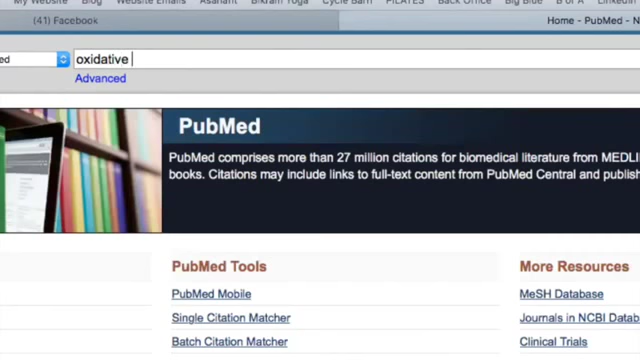 My Website Website Emails Asanarit Bikram Yoga Cycle Barn PILATES Back Office Big Blue B of A LinkedIn
(41) Facebook Home - PubMed - N
ed oxidative
Advanced
PubMed
PubMed comprises more than 27 million citations for biomedical literature from MEDLI
books. Citations may include links to full-text content from PubMed Central and publish
PubMed Tools More Resources
PubMed Mobile MeSH Database
Single Citation Matcher Journals in NCBI Datab
Batch Citation Matcher Clinical Trials